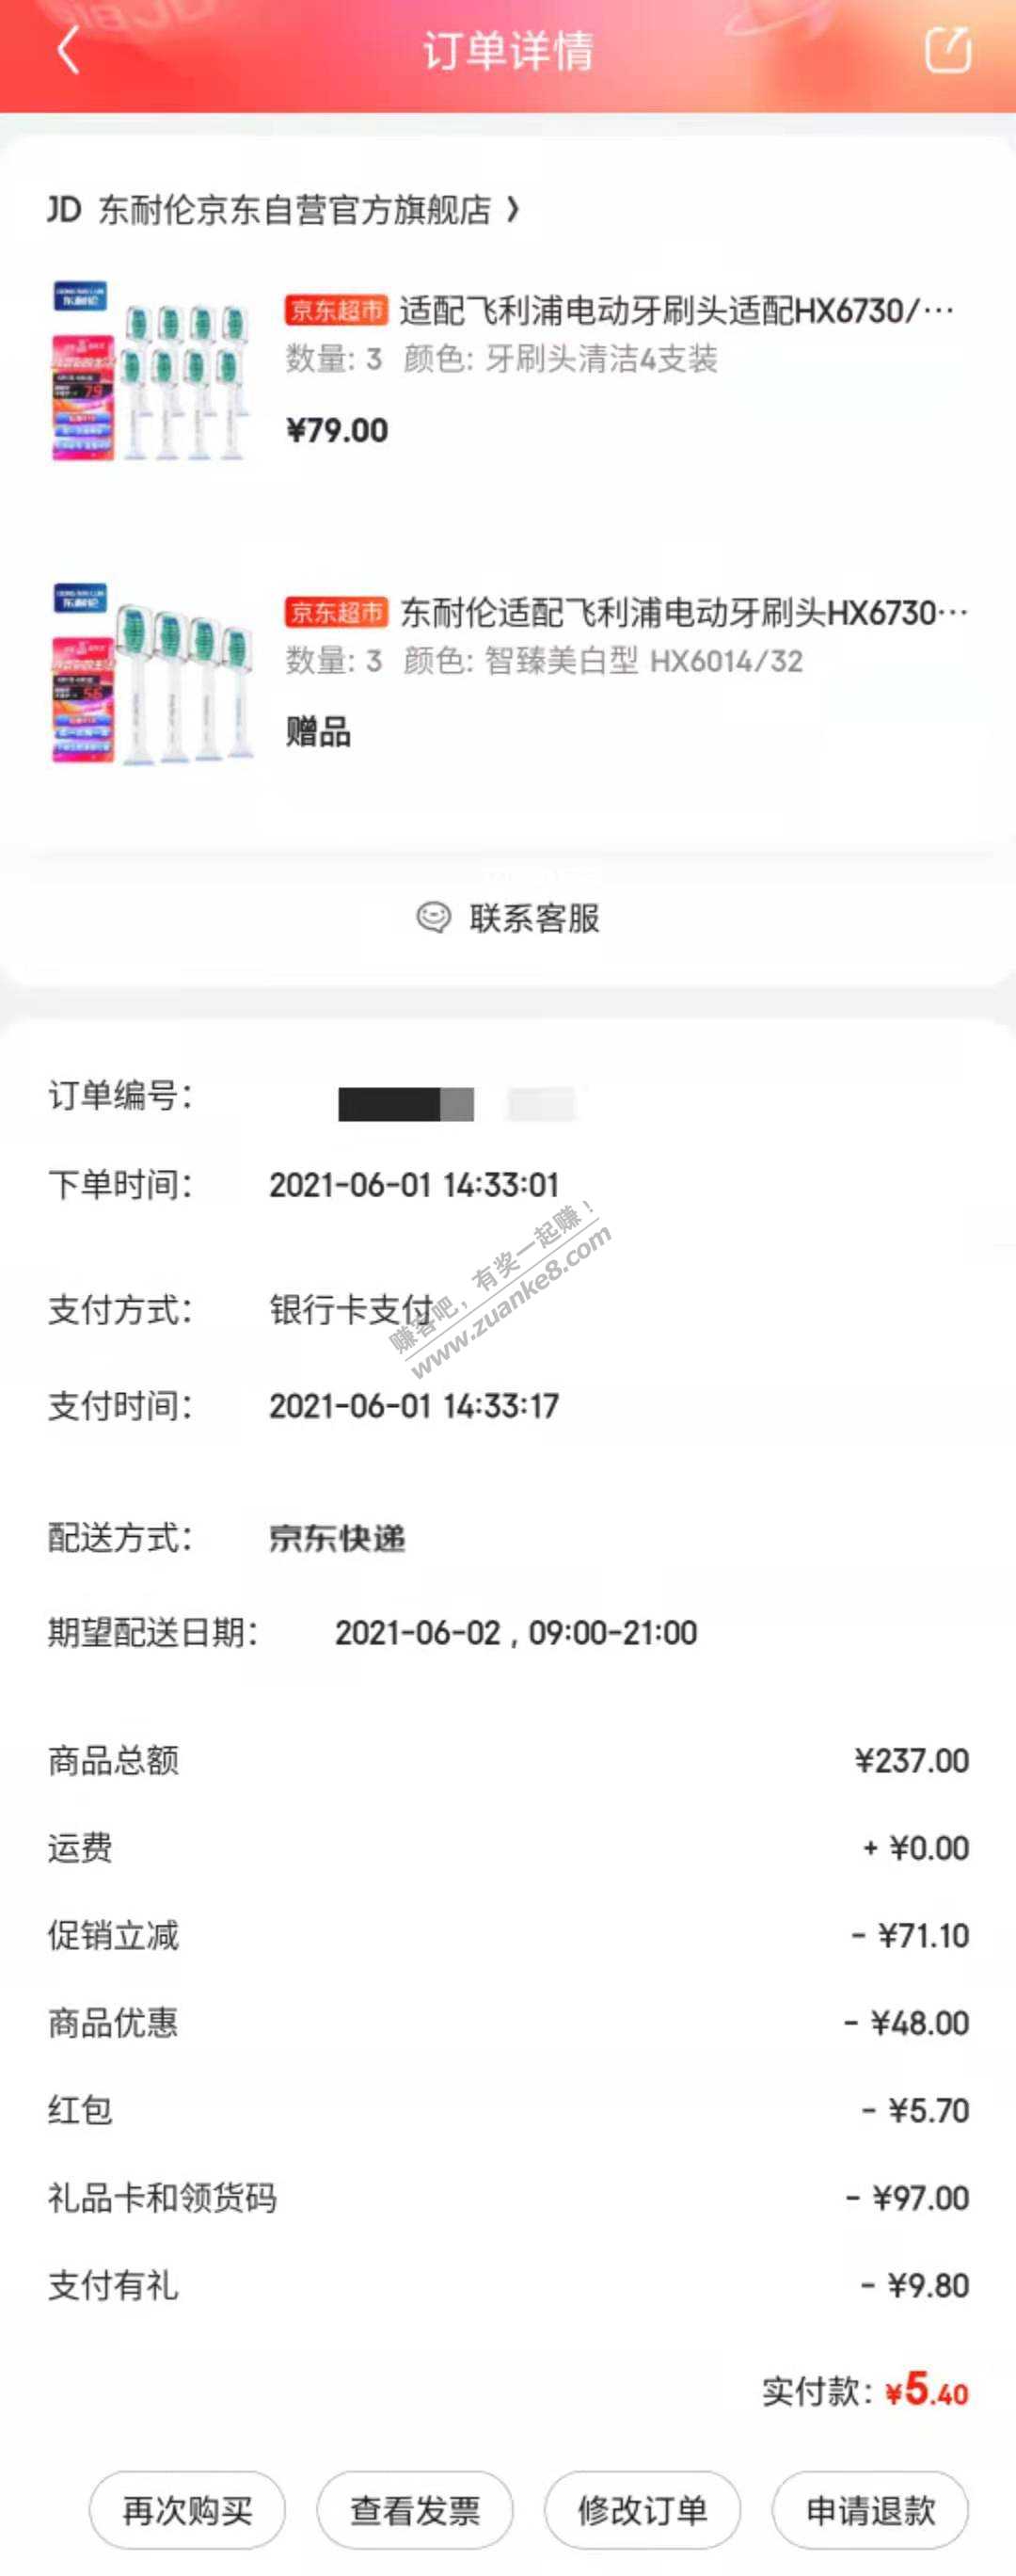 订单详情
JD 东耐伦京东自营官方旗舰店 >
东耐伦
79
京东超市 适配飞利浦电动牙刷头适配HX6730/···
数量: 3 颜色: 牙刷头清洁4支装
¥79.00
东耐伦
56
京东超市 东耐伦适配飞利浦电动牙刷头HX6730···
数量: 3 颜色: 智臻美白型 HX6014/32
赠品
联系客服
订单编号:
下单时间: 2021-06-01 14:33:01
赚客吧，有奖一起赚！
www.zuanke8.com
支付方式: 银行卡支付
支付时间: 2021-06-01 14:33:17
配送方式: 京东快递
期望配送日期: 2021-06-02 , 09:00-21:00
商品总额 ¥237.00
运费 + ¥0.00
促销立减 - ¥71.10
商品优惠 - ¥48.00
红包 - ¥5.70
礼品卡和领货码 - ¥97.00
支付有礼 - ¥9.80
实付款: ¥5.40
再次购买 查看发票 修改订单 申请退款